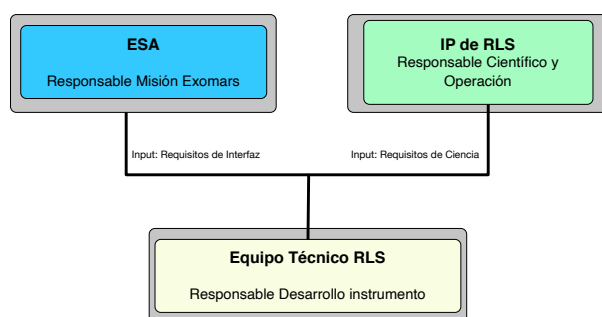 ESA
Responsable Misión Exomars
IP de RLS
Responsable Científico y
Operación
Input: Requisitos de Interfaz
Input: Requisitos de Ciencia
Equipo Técnico RLS
Responsable Desarrollo instrumento